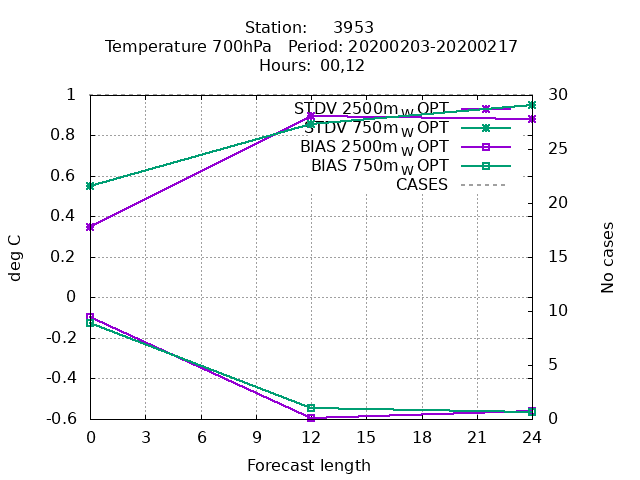 Station: 3953
Temperature 700hPa Period: 20200203-20200217
Hours: 00,12
STDV 2500m_W OPT
STDV 750m_W OPT
BIAS 2500m_W OPT
BIAS 750m_W OPT
CASES
1
0.8
0.6
0.4
0.2
0
-0.2
-0.4
-0.6
deg C
30
25
20
15
10
5
0
No cases
0 3 6 9 12 15 18 21 24
Forecast length